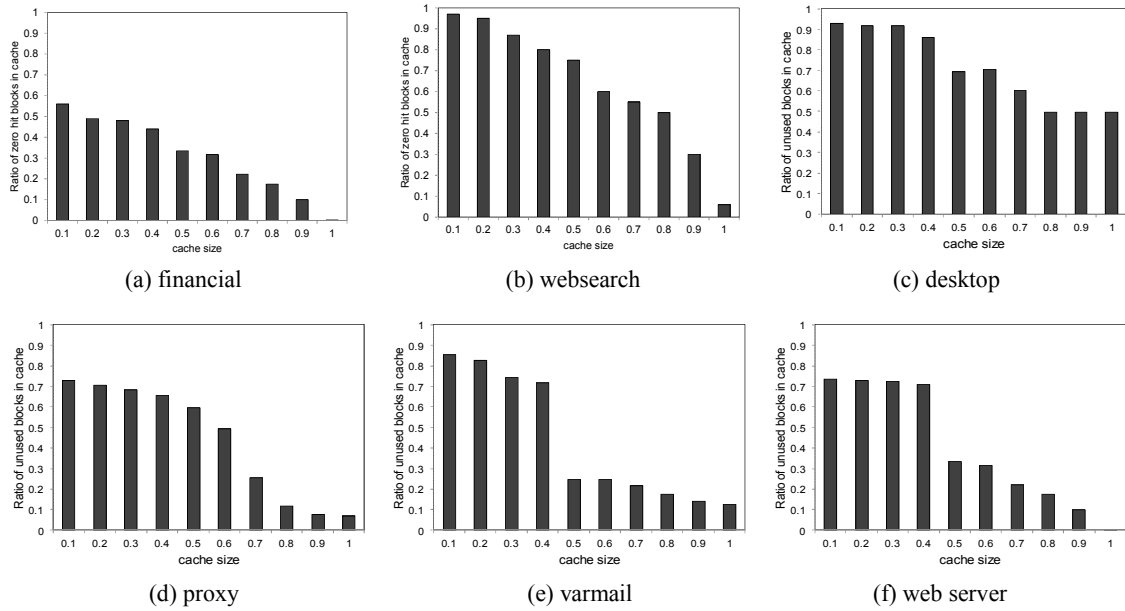 Ratio of zero hit blocks in cache
1
0.9
0.8
0.7
0.6
0.5
0.4
0.3
0.2
0.1
0
0.1 0.2 0.3 0.4 0.5 0.6 0.7 0.8 0.9 1
cache size
(a) financial
Ratio of zero hit blocks in cache
1
0.9
0.8
0.7
0.6
0.5
0.4
0.3
0.2
0.1
0
0.1 0.2 0.3 0.4 0.5 0.6 0.7 0.8 0.9 1
cache size
(b) websearch
Ratio of unused blocks in cache
1
0.9
0.8
0.7
0.6
0.5
0.4
0.3
0.2
0.1
0
0.1 0.2 0.3 0.4 0.5 0.6 0.7 0.8 0.9 1
cache size
(c) desktop
Ratio of unused blocks in cache
1
0.9
0.8
0.7
0.6
0.5
0.4
0.3
0.2
0.1
0
0.1 0.2 0.3 0.4 0.5 0.6 0.7 0.8 0.9 1
cache size
(d) proxy
Ratio of unused blocks in cache
1
0.9
0.8
0.7
0.6
0.5
0.4
0.3
0.2
0.1
0
0.1 0.2 0.3 0.4 0.5 0.6 0.7 0.8 0.9 1
cache size
(e) varmail
Ratio of unused blocks in cache
1
0.9
0.8
0.7
0.6
0.5
0.4
0.3
0.2
0.1
0
0.1 0.2 0.3 0.4 0.5 0.6 0.7 0.8 0.9 1
cache size
(f) web server